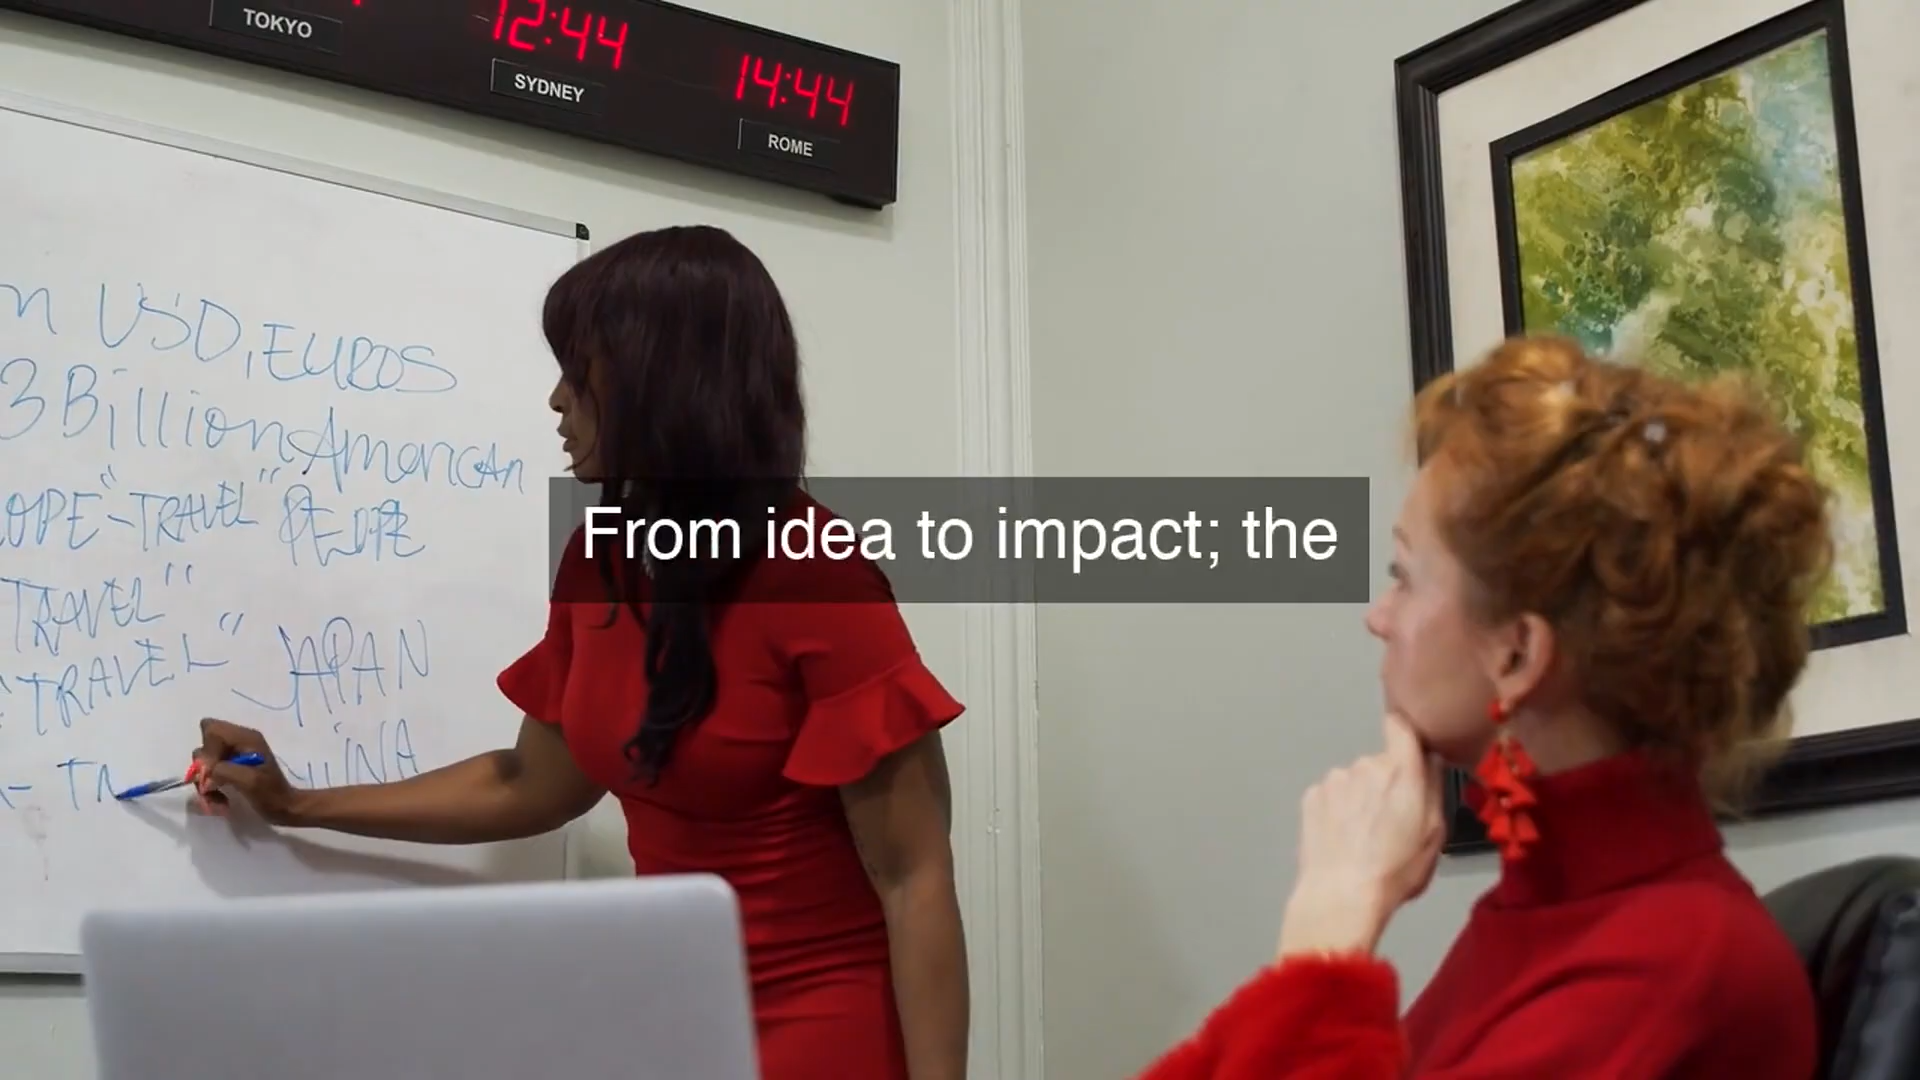 TOKYO
12:44
SYDNEY
14:44
ROME
USD, EUROS
3 Billion American
"TRAVEL" PEOPLE
TRAVEL"
"TRAVEL" JAPAN
From idea to impact; the